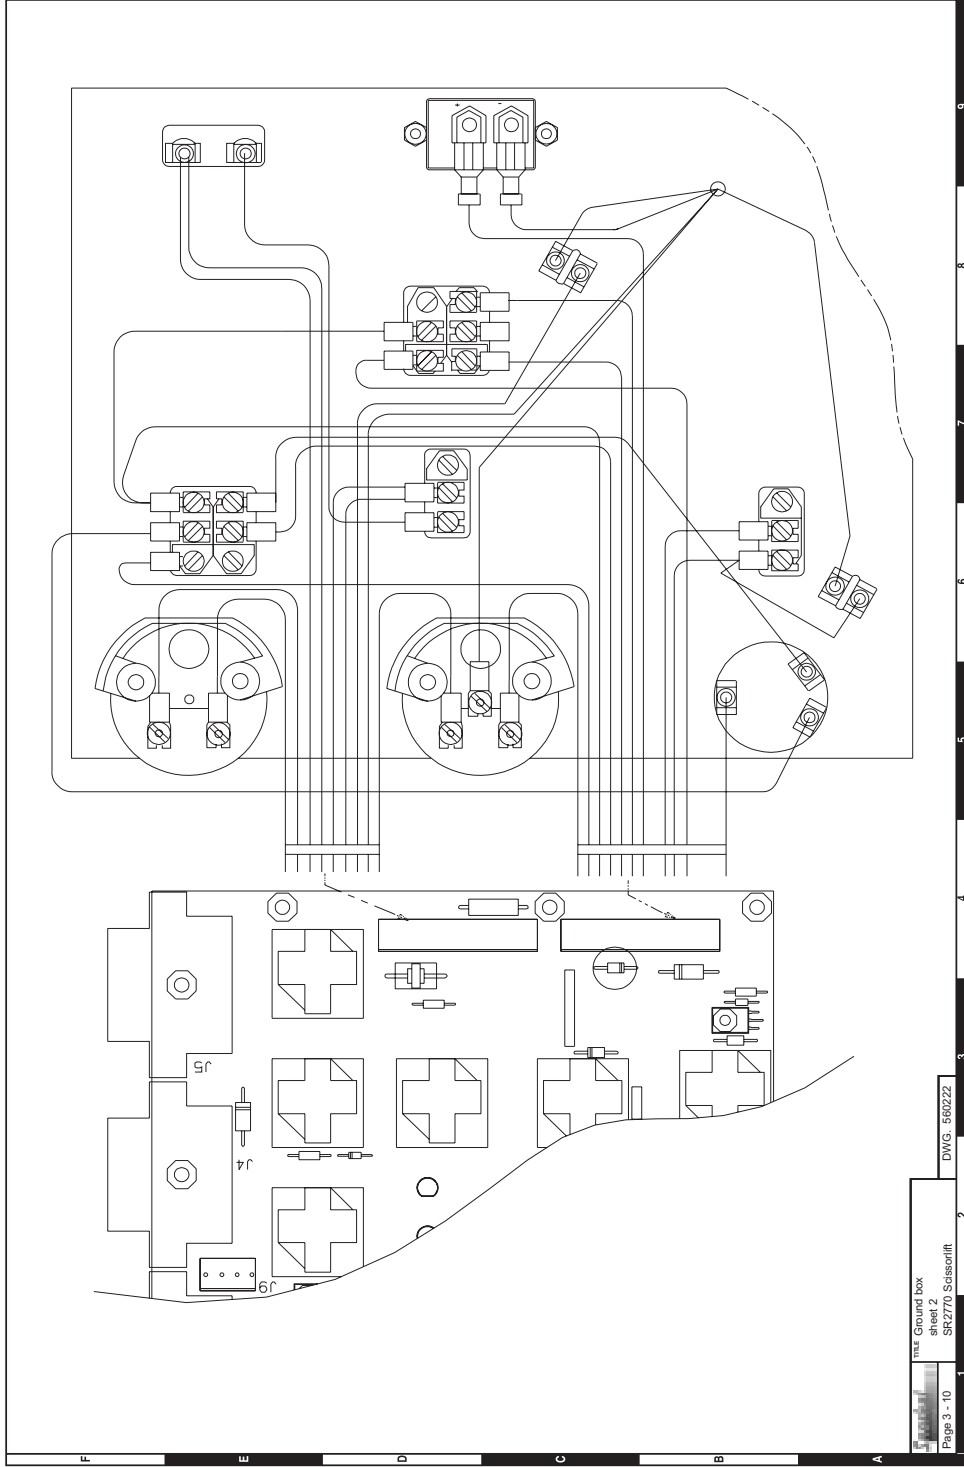 + -
J5
J4
J9
TITLE Ground box
sheet 2
SR2770 Scissorlift
DWG. 560222
Page 3 - 10
F E D C B A
9
8
7
6
5
4
3
2
1